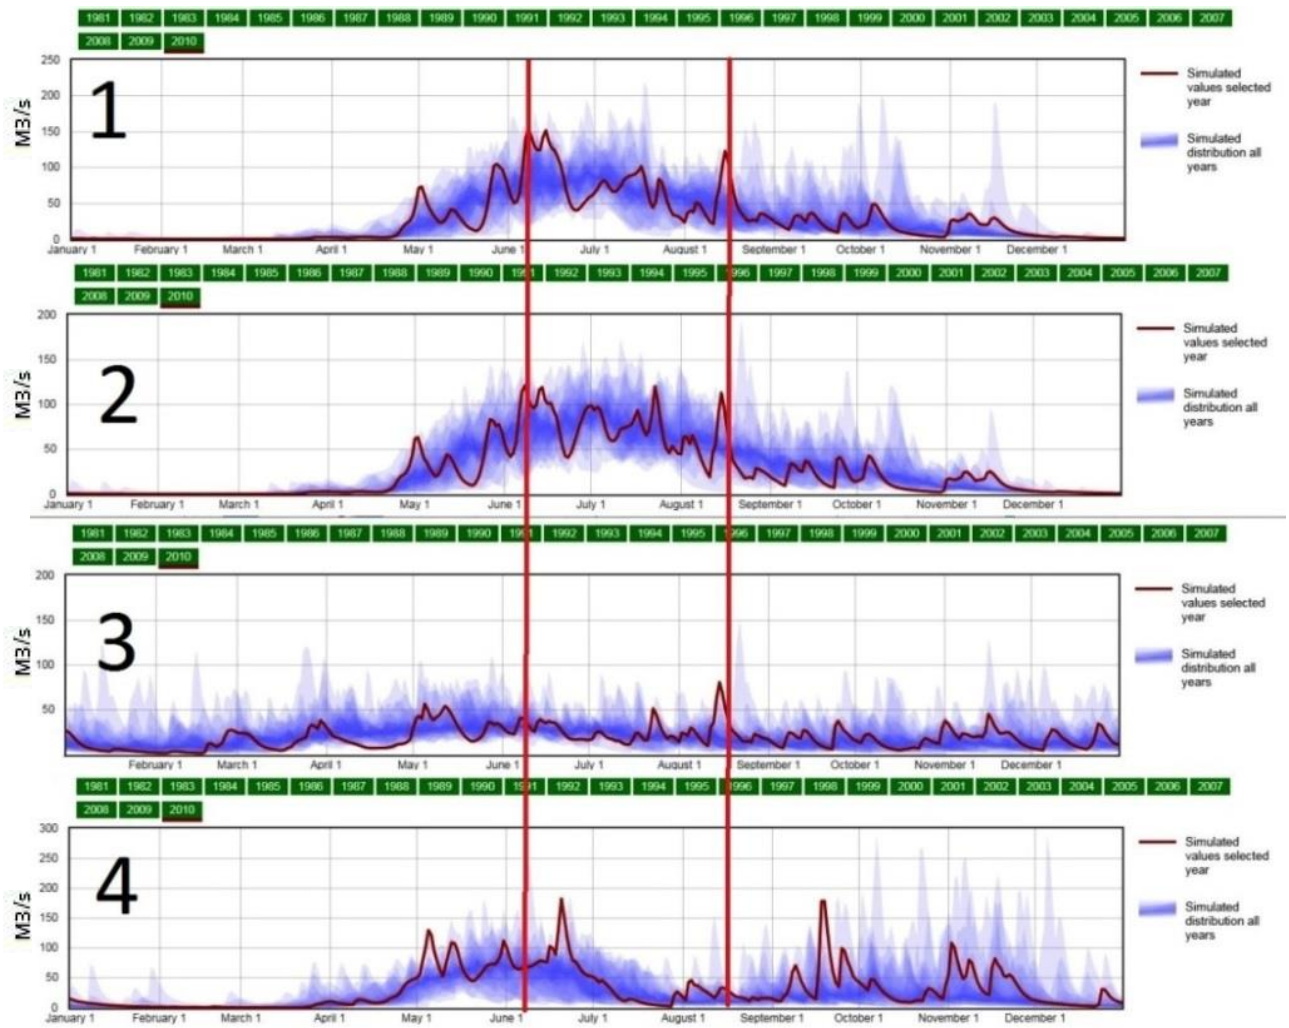 1981 1982 1983 1984 1985 1986 1987 1988 1989 1990 1991 1992 1993 1994 1995 1996 1997 1998 1999 2000 2001 2002 2003 2004 2005 2006 2007
2008 2009 2010
250
200
150
100
50
0
M3/s
1
January 1 February 1 March 1 April 1 May 1 June 1 July 1 August 1 September 1 October 1 November 1 December 1
Simulated
values selected
year
Simulated
distribution all
years
1981 1982 1983 1984 1985 1986 1987 1988 1989 1990 1991 1992 1993 1994 1995 1996 1997 1998 1999 2000 2001 2002 2003 2004 2005 2006 2007
2008 2009 2010
200
150
100
50
0
M3/s
2
January 1 February 1 March 1 April 1 May 1 June 1 July 1 August 1 September 1 October 1 November 1 December 1
Simulated
values selected
year
Simulated
distribution all
years
1981 1982 1983 1984 1985 1986 1987 1988 1989 1990 1991 1992 1993 1994 1995 1996 1997 1998 1999 2000 2001 2002 2003 2004 2005 2006 2007
2008 2009 2010
200
150
100
50
M3/s
3
February 1 March 1 April 1 May 1 June 1 July 1 August 1 September 1 October 1 November 1 December 1
Simulated
values selected
year
Simulated
distribution all
years
1981 1982 1983 1984 1985 1986 1987 1988 1989 1990 1991 1992 1993 1994 1995 1996 1997 1998 1999 2000 2001 2002 2003 2004 2005 2006 2007
2008 2009 2010
300
250
200
150
100
50
0
M3/s
4
January 1 February 1 March 1 April 1 May 1 June 1 July 1 August 1 September 1 October 1 November 1 December 1
Simulated
values selected
year
Simulated
distribution all
years